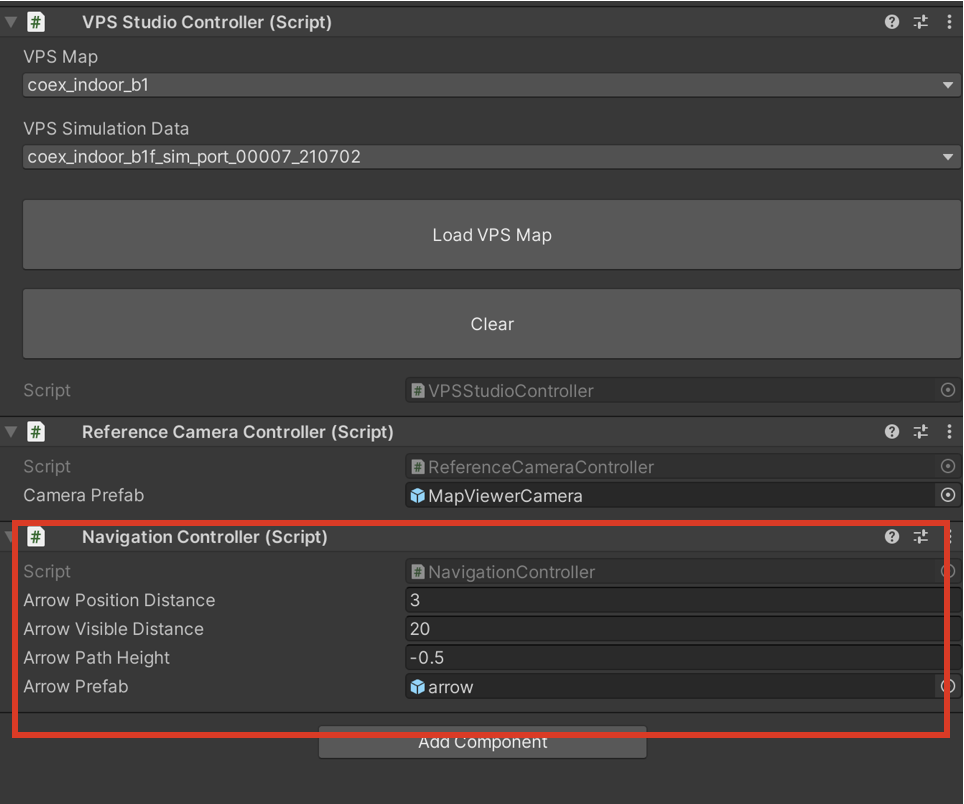 # VPS Studio Controller (Script)
VPS Map
coex_indoor_b1
VPS Simulation Data
coex_indoor_b1f_sim_port_00007_210702
Load VPS Map
Clear
Script # VPSStudioController
# Reference Camera Controller (Script)
Script # ReferenceCameraController
Camera Prefab MapViewerCamera
# Navigation Controller (Script)
Script # NavigationController
Arrow Position Distance 3
Arrow Visible Distance 20
Arrow Path Height -0.5
Arrow Prefab arrow
Add Component